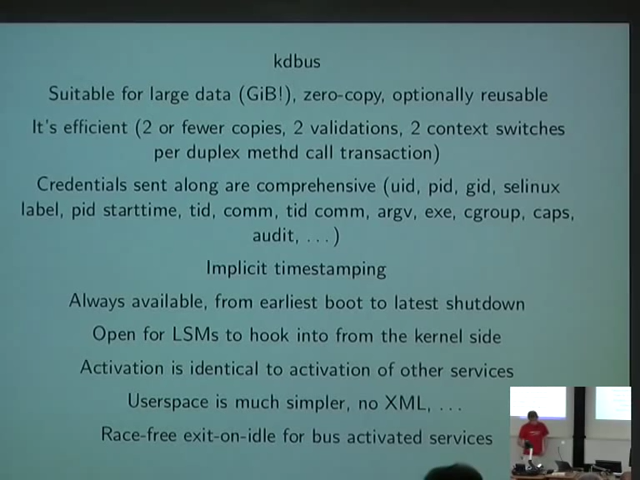 kdbus
Suitable for large data (GiB!), zero-copy, optionally reusable
It's efficient (2 or fewer copies, 2 validations, 2 context switches
per duplex methd call transaction)
Credentials sent along are comprehensive (uid, pid, gid, selinux
label, pid starttime, tid, comm, tid comm, argv, exe, cgroup, caps,
audit, ...)
Implicit timestamping
Always available, from earliest boot to latest shutdown
Open for LSMs to hook into from the kernel side
Activation is identical to activation of other services
Userspace is much simpler, no XML, ...
Race-free exit-on-idle for bus activated services